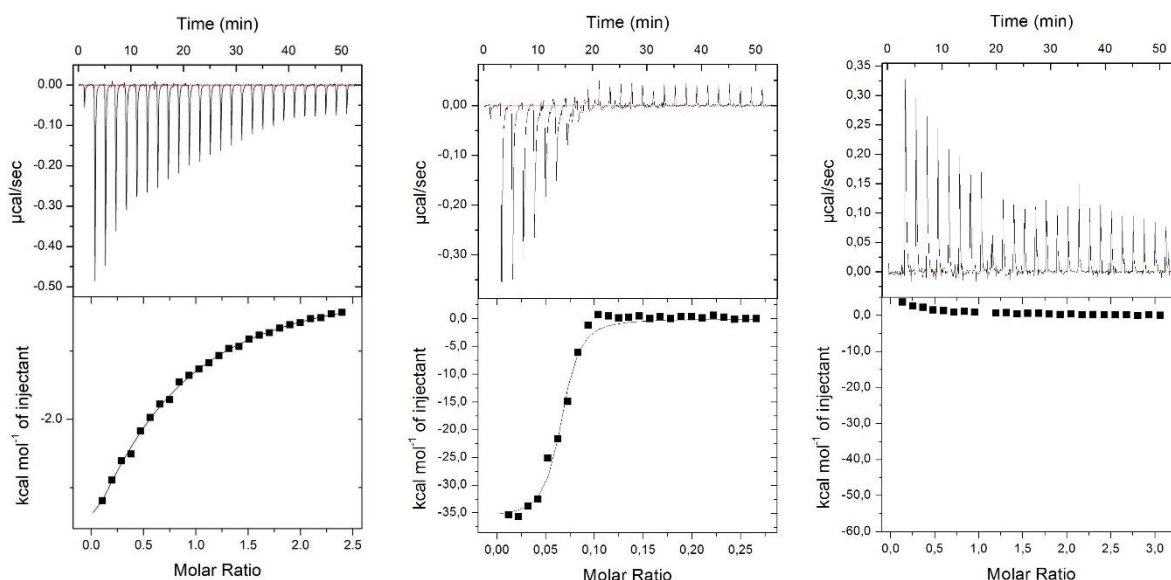 Time (min)
0 10 20 30 40 50
0.00
-0.10
-0.20
-0.30
-0.40
-0.50
µcal/sec
-2.0
kcal mol⁻¹ of injectant
0.0 0.5 1.0 1.5 2.0 2.5
Molar Ratio
Time (min)
0 10 20 30 40 50
0,00
-0,10
-0,20
-0,30
µcal/sec
0,0
-5,0
-10,0
-15,0
-20,0
-25,0
-30,0
-35,0
kcal mol⁻¹ of injectant
0,00 0,05 0,10 0,15 0,20 0,25
Molar Ratio
Time (min)
0 10 20 30 40 50
0,35
0,30
0,25
0,20
0,15
0,10
0,05
0,00
µcal/sec
0,0
-10,0
-20,0
-30,0
-40,0
-50,0
-60,0
kcal mol⁻¹ of injectant
0,0 0,5 1,0 1,5 2,0 2,5 3,0
Molar Ratio